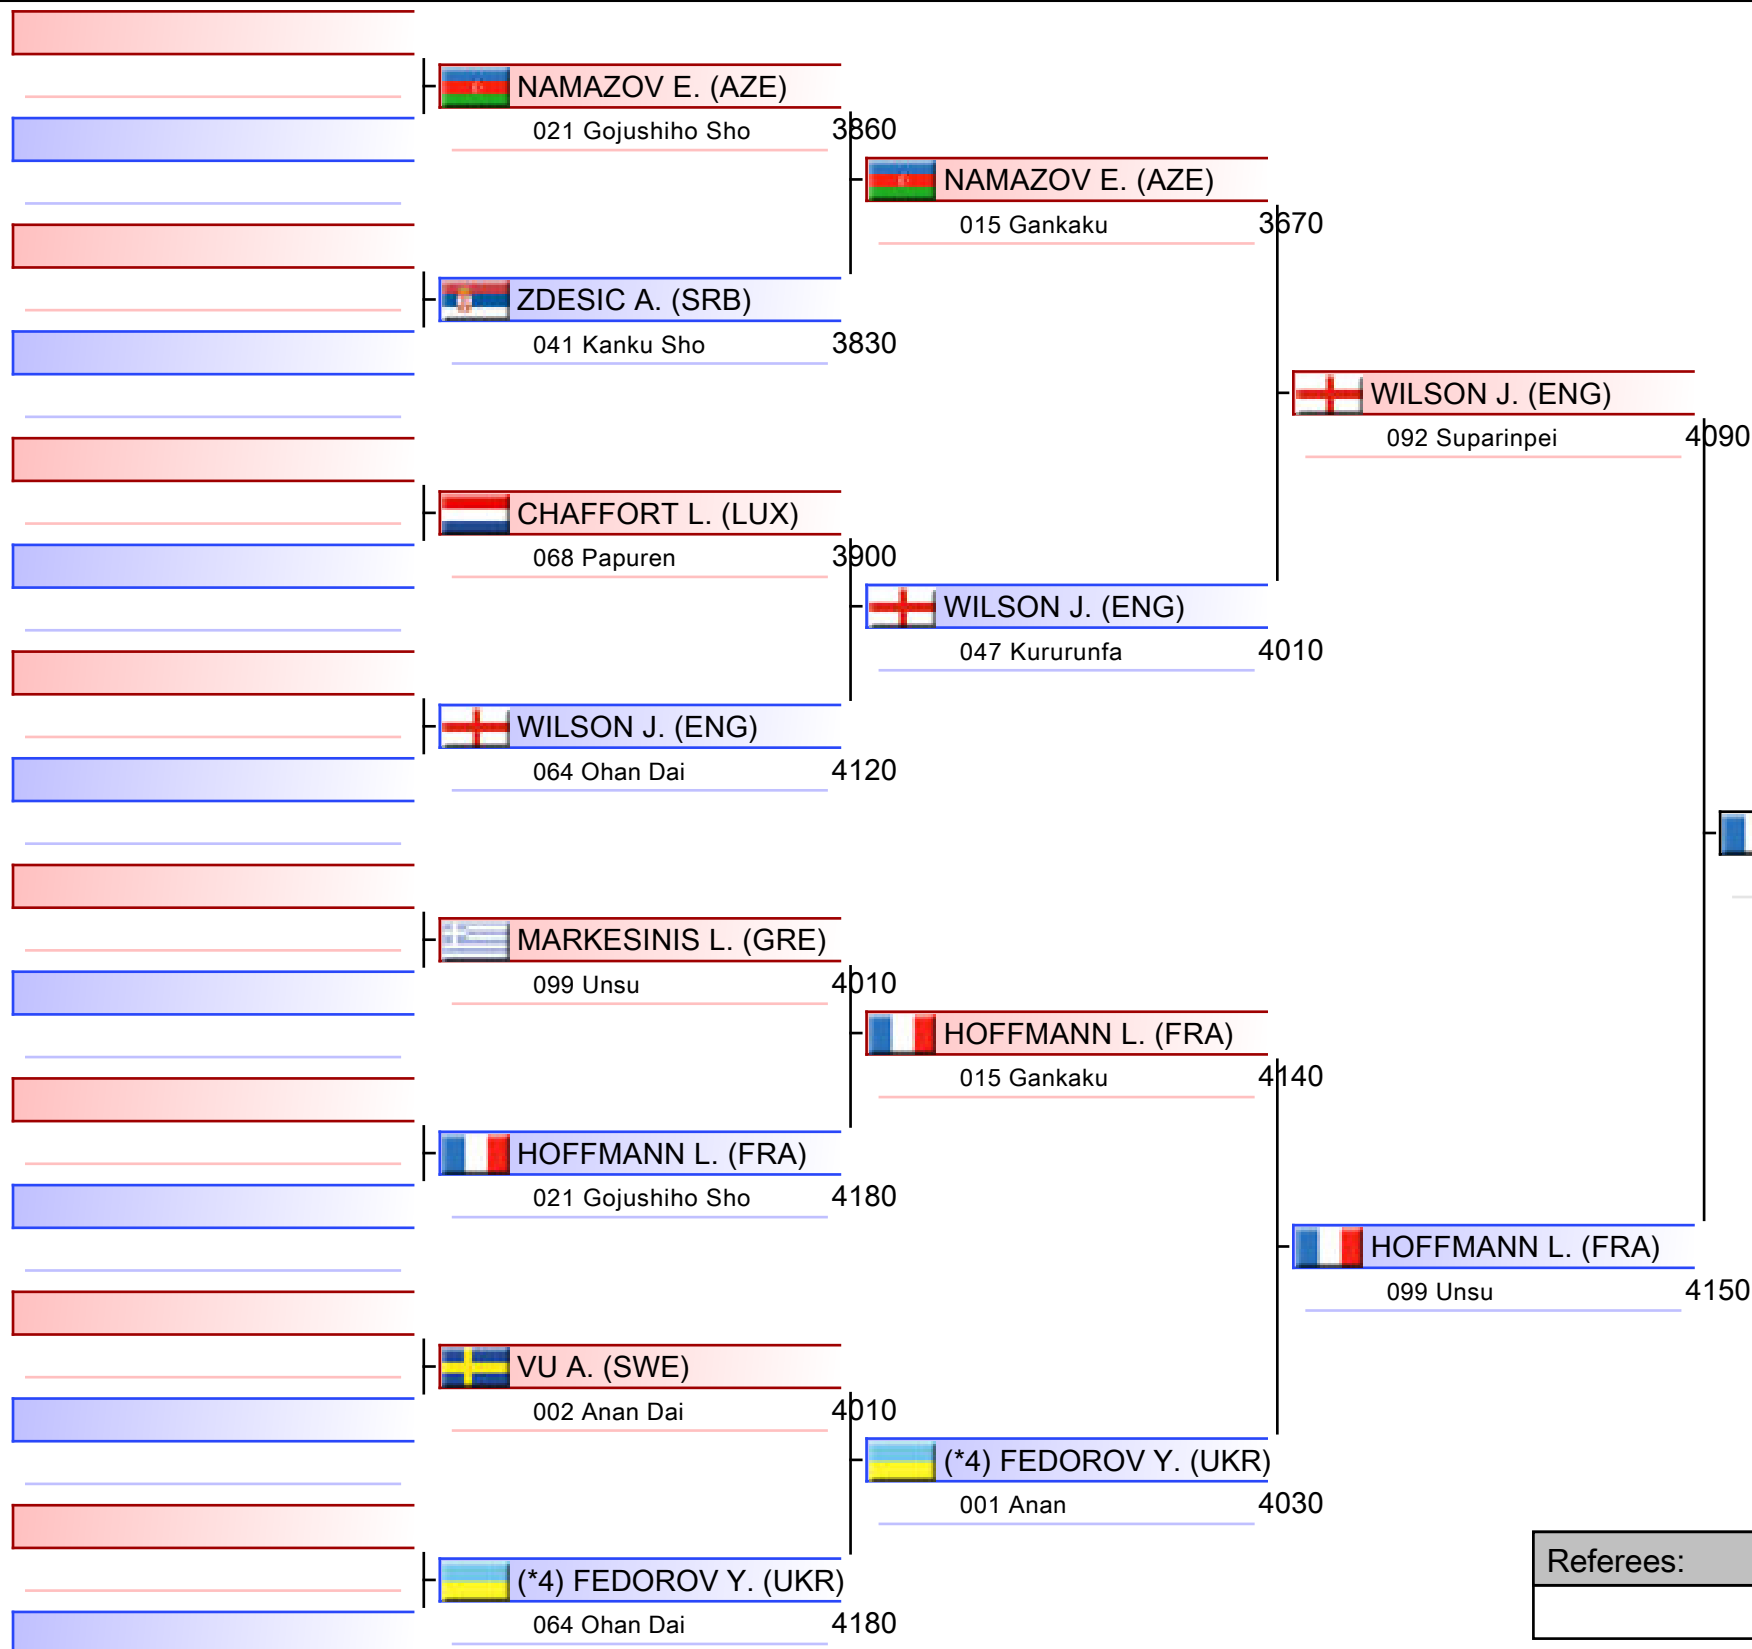 NAMAZOV E. (AZE)
021 Gojushiho Sho 3860
NAMAZOV E. (AZE)
015 Gankaku 3670
ZDESIC A. (SRB)
041 Kanku Sho 3830
WILSON J. (ENG)
092 Suparinpei 4090
CHAFFORT L. (LUX)
068 Papuren 3900
WILSON J. (ENG)
047 Kururunfa 4010
WILSON J. (ENG)
064 Ohan Dai 4120
MARKESINIS L. (GRE)
099 Unsu 4010
HOFFMANN L. (FRA)
015 Gankaku 4140
HOFFMANN L. (FRA)
021 Gojushiho Sho 4180
HOFFMANN L. (FRA)
099 Unsu 4150
VU A. (SWE)
002 Anan Dai 4010
(*4) FEDOROV Y. (UKR)
001 Anan 4030
Referees:
(*4) FEDOROV Y. (UKR)
064 Ohan Dai 4180